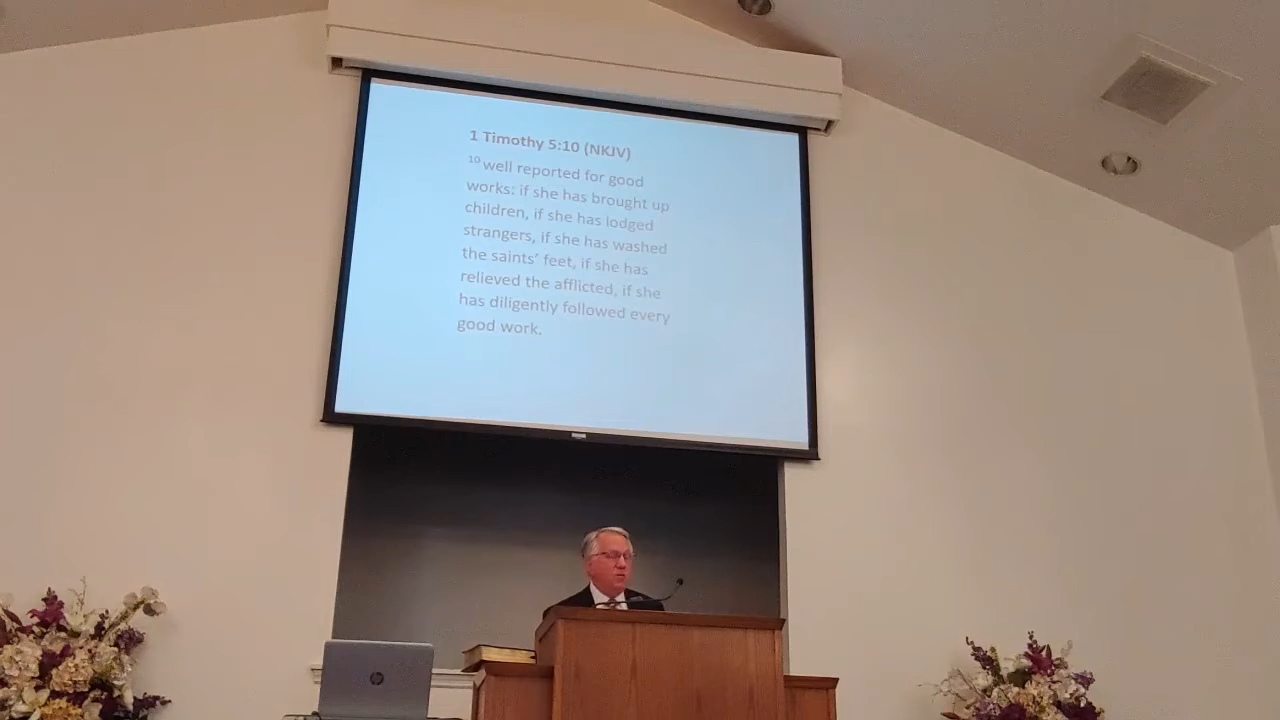 1 Timothy 5:10 (NKJV)
10 well reported for good
works: if she has brought up
children, if she has lodged
strangers, if she has washed
the saints' feet, if she has
relieved the afflicted, if she
has diligently followed every
good work.
hp